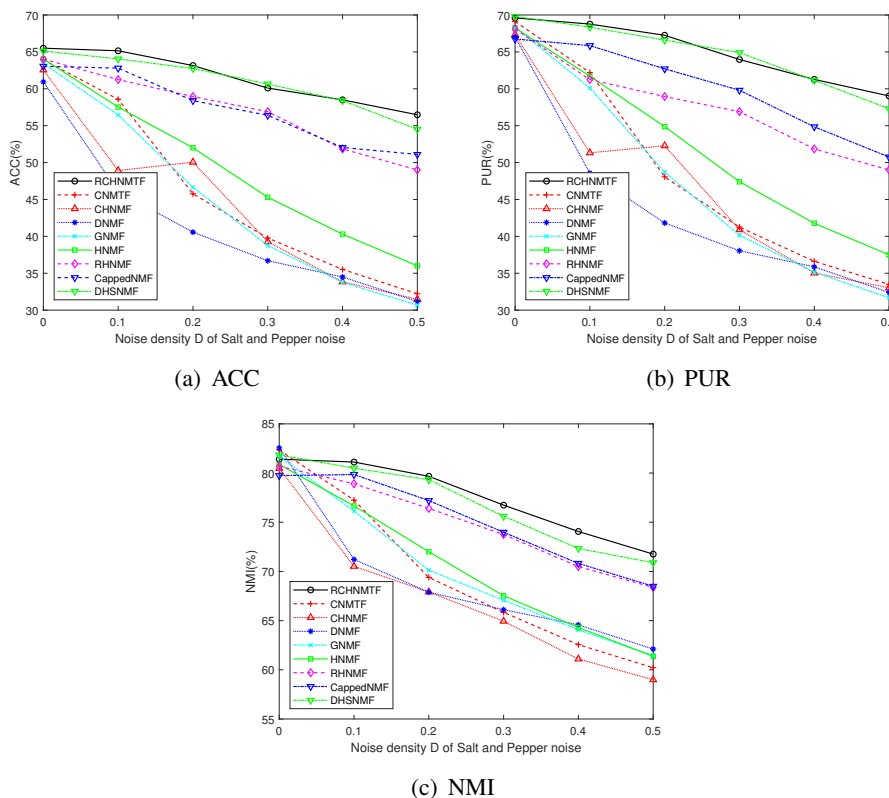 70
65
60
55
50
45
40
35
30
ACC(%)
RCHNMTF
CNMTF
CHNMF
DNMF
GNMF
HNMF
RHNMF
CappedNMF
DHSNMF
0 0.1 0.2 0.3 0.4 0.5
Noise density D of Salt and Pepper noise
(a) ACC
70
65
60
55
50
45
40
35
30
PUR(%)
RCHNMTF
CNMTF
CHNMF
DNMF
GNMF
HNMF
RHNMF
CappedNMF
DHSNMF
0 0.1 0.2 0.3 0.4 0.5
Noise density D of Salt and Pepper noise
(b) PUR
85
80
75
70
65
60
55
NMI(%)
RCHNMTF
CNMTF
CHNMF
DNMF
GNMF
HNMF
RHNMF
CappedNMF
DHSNMF
0 0.1 0.2 0.3 0.4 0.5
Noise density D of Salt and Pepper noise
(c) NMI